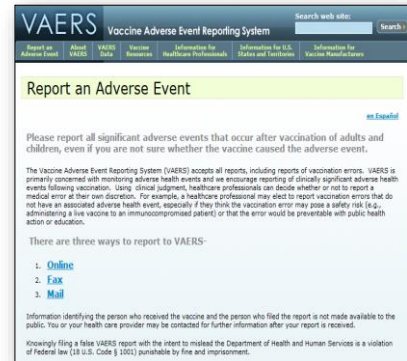 VAERS Vaccine Adverse Event Reporting System
Search web site:
Search
Report an Adverse Event
About VAERS
VAERS Data
Vaccine Resources
Information for Healthcare Professionals
Information for U.S. States and Territories
Information for Vaccine Manufacturers
Report an Adverse Event
en Español
Please report all significant adverse events that occur after vaccination of adults and
children, even if you are not sure whether the vaccine caused the adverse event.
The Vaccine Adverse Event Reporting System (VAERS) accepts all reports, including reports of vaccination errors. VAERS is
primarily concerned with monitoring adverse health events and we encourage reporting of clinically significant adverse health
events following vaccination. Using clinical judgment, healthcare professionals can decide whether or not to report a
medical error at their own discretion. For example, a healthcare professional may elect to report vaccination errors that do
not have an associated adverse health event, especially if they think the vaccination error may pose a safety risk (e.g.,
administering a live vaccine to an immunocompromised patient) or that the error would be preventable with public health
action or education.
There are three ways to report to VAERS-
1. Online
2. Fax
3. Mail
Information identifying the person who received the vaccine and the person who filed the report is not made available to the
public. You or your health care provider may be contacted for further information after your report is received.
Knowingly filing a false VAERS report with the intent to mislead the Department of Health and Human Services is a violation
of Federal law (18 U.S. Code § 1001) punishable by fine and imprisonment.